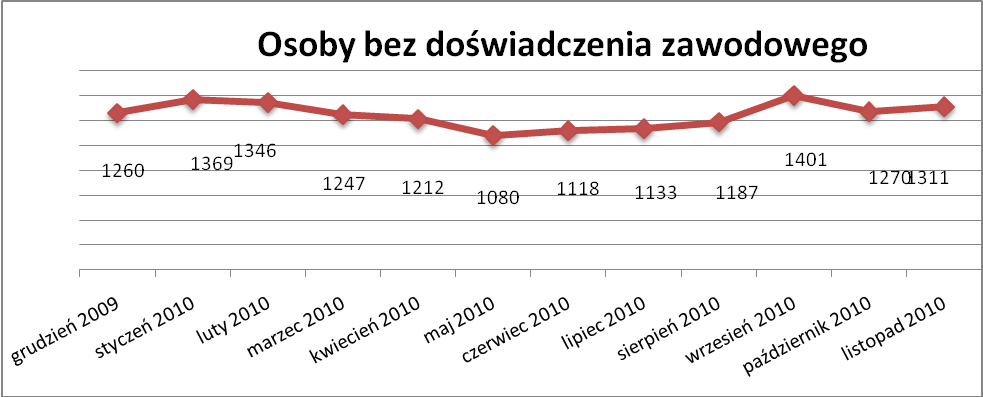 Osoby bez doświadczenia zawodowego
1260
1369
1346
1247
1212
1080
1118
1133
1187
1401
1270
1311
grudzień 2009
styczeń 2010
luty 2010
marzec 2010
kwiecień 2010
maj 2010
czerwiec 2010
lipiec 2010
sierpień 2010
wrzesień 2010
październik 2010
listopad 2010